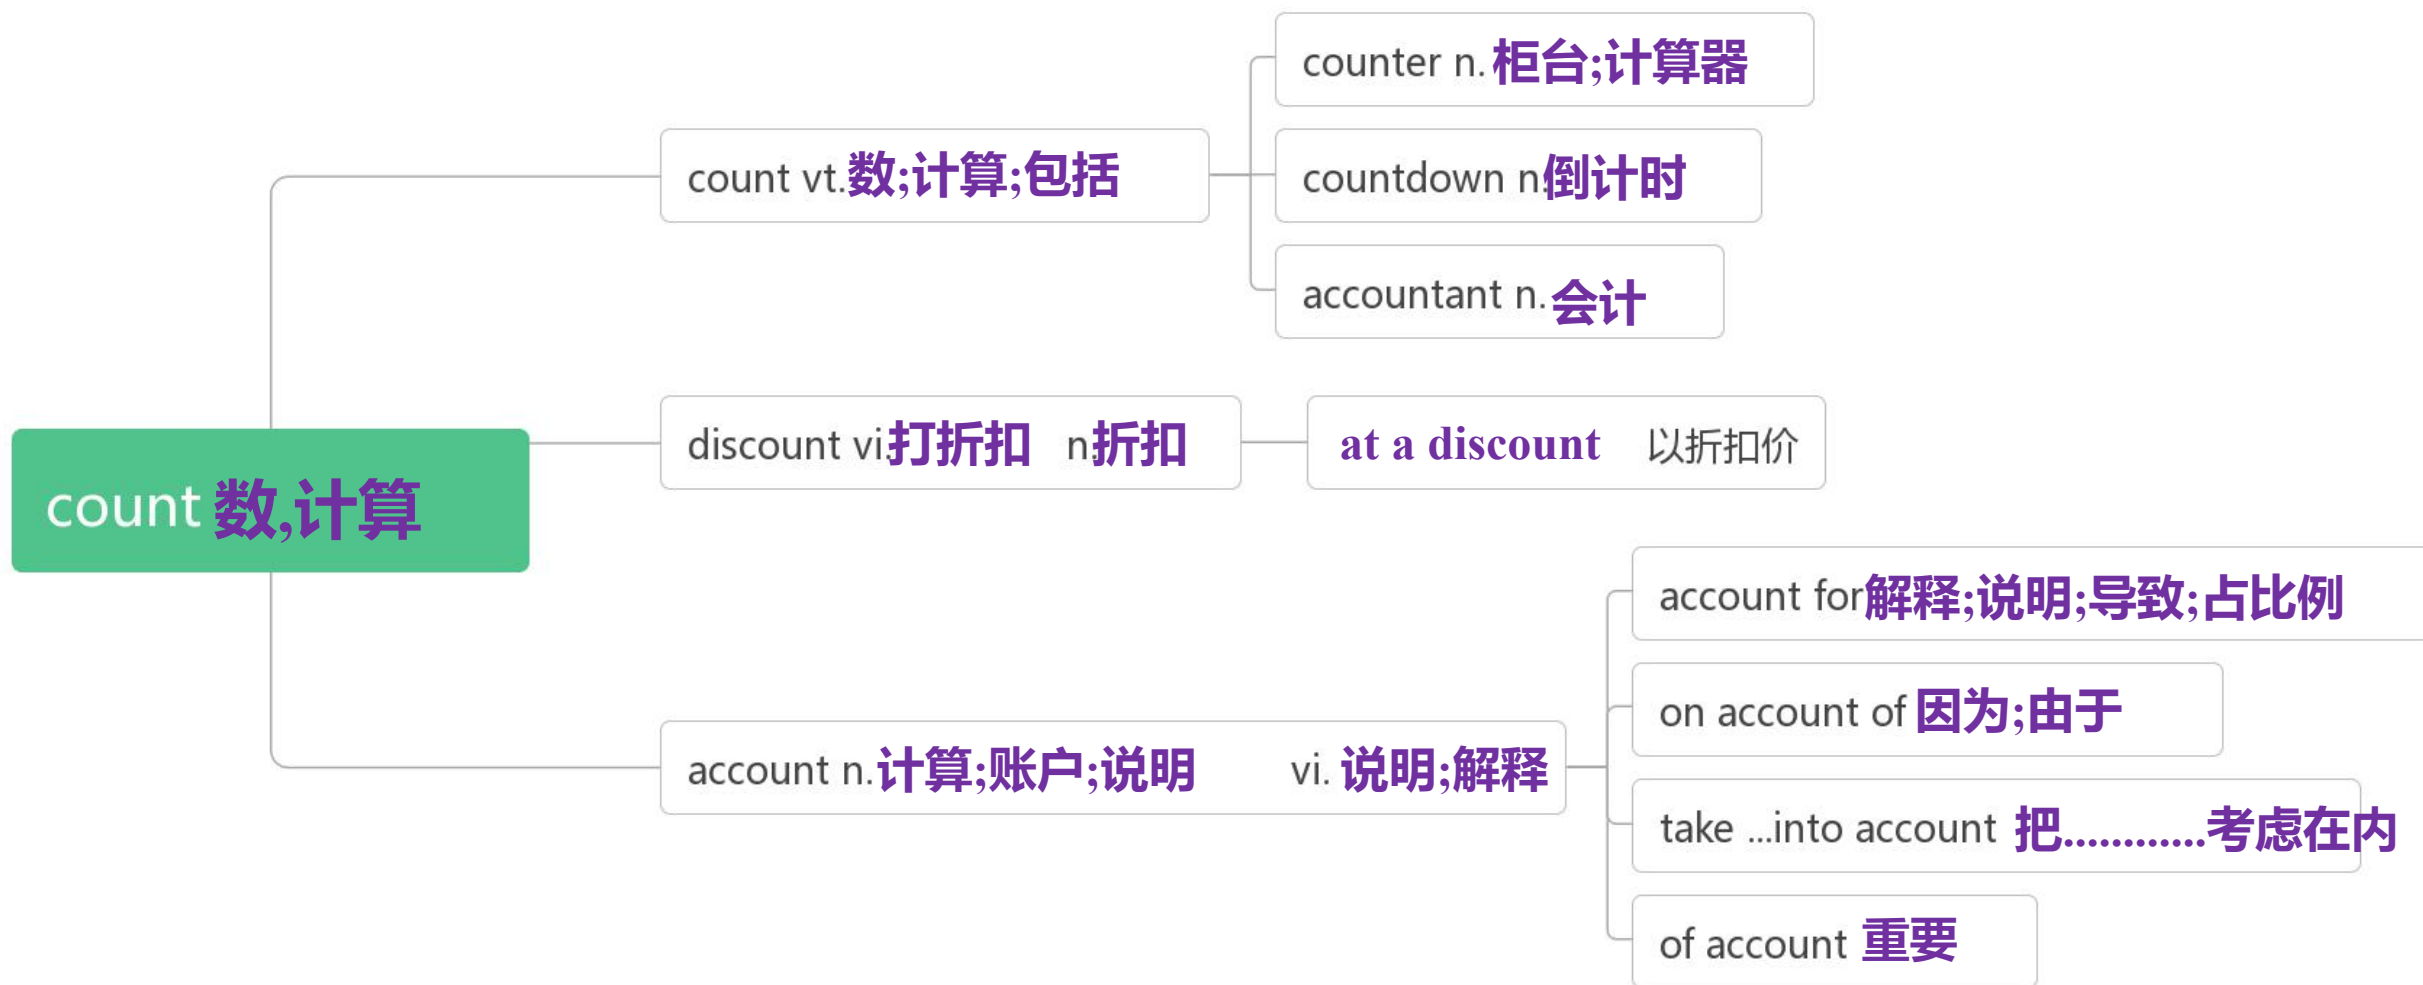 count 数,计算
count vt.数;计算;包括
counter n.柜台;计算器
countdown n.倒计时
accountant n.会计
discount vi.打折扣 n.折扣
at a discount 以折扣价
account n.计算;账户;说明 vi. 说明;解释
account for解释;说明;导致;占比例
on account of 因为;由于
take ...into account 把............考虑在内
of account 重要